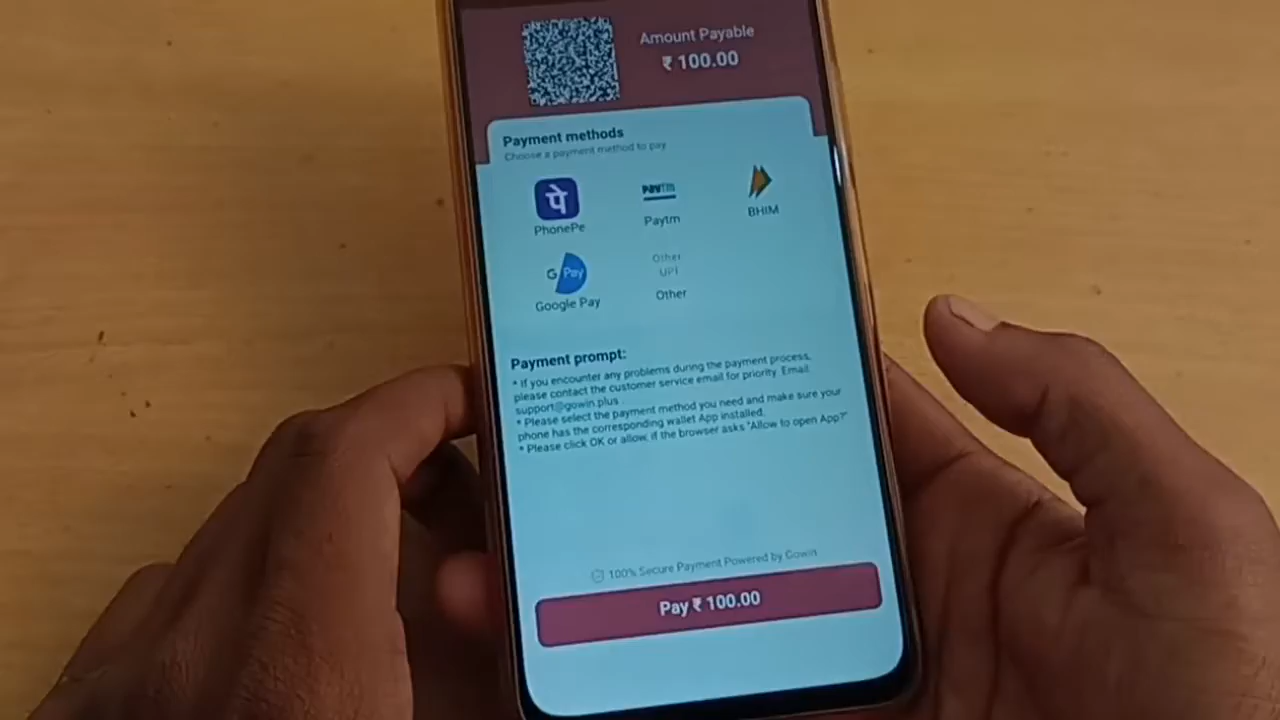 Amount Payable
₹ 100.00
Payment methods
Choose a payment method to pay
पे
PhonePe
Paytm
Paytm
BHIM
G Pay
Google Pay
Other
UPI
Other
Payment prompt:
* If you encounter any problems during the payment process,
please contact the customer service email for priority. Email:
support@gowin.plus
* Please select the payment method you need and make sure your
phone has the corresponding wallet App installed.
* Please click OK or allow, if the browser asks "Allow to open App?"
100% Secure Payment Powered by Gowin
Pay ₹ 100.00